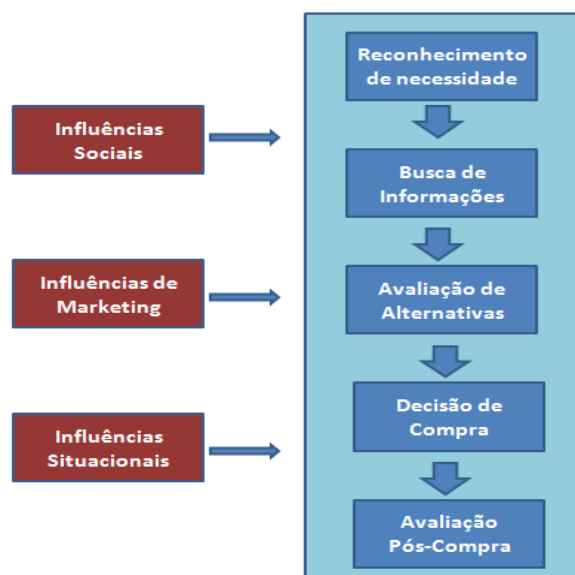 Reconhecimento
de necessidade
Influências
Sociais
Busca de
Informações
Influências de
Marketing
Avaliação de
Alternativas
Decisão de
Compra
Influências
Situacionais
Avaliação
Pós-Compra